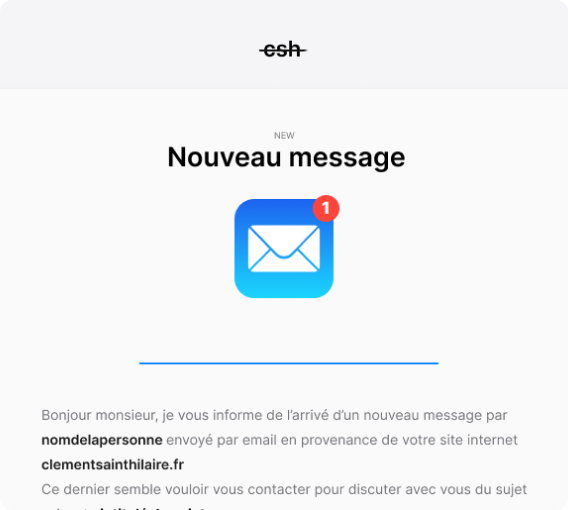 csh
NEW
Nouveau message
1
Bonjour monsieur, je vous informe de l’arrivé d’un nouveau message par
nomdelapersonne envoyé par email en provenance de votre site internet
clementsainthilaire.fr
Ce dernier semble vouloir vous contacter pour discuter avec vous du sujet